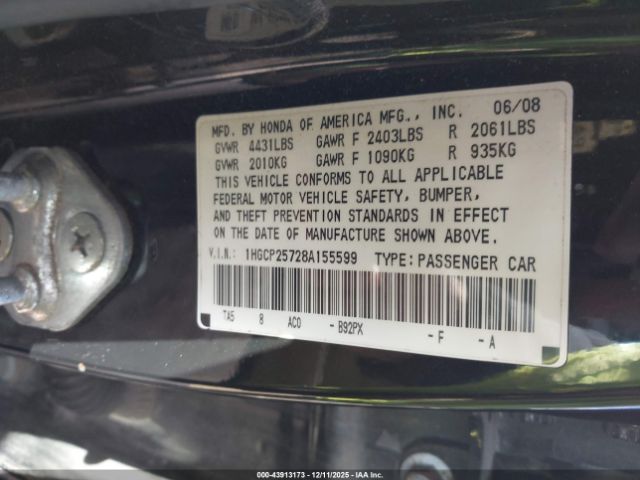 MFD. BY HONDA OF AMERICA MFG., INC. 06/08
GVWR 4431LBS GAWR F 2403LBS R 2061LBS
GVWR 2010KG GAWR F 1090KG R 935KG
THIS VEHICLE CONFORMS TO ALL APPLICABLE
FEDERAL MOTOR VEHICLE SAFETY, BUMPER,
AND THEFT PREVENTION STANDARDS IN EFFECT
ON THE DATE OF MANUFACTURE SHOWN ABOVE.
V.I.N.: 1HGCP25728A155599 TYPE: PASSENGER CAR
TA5 8 AC0 - B92PX - F - A
000-43913173 - 12/11/2025 - IAA Inc.